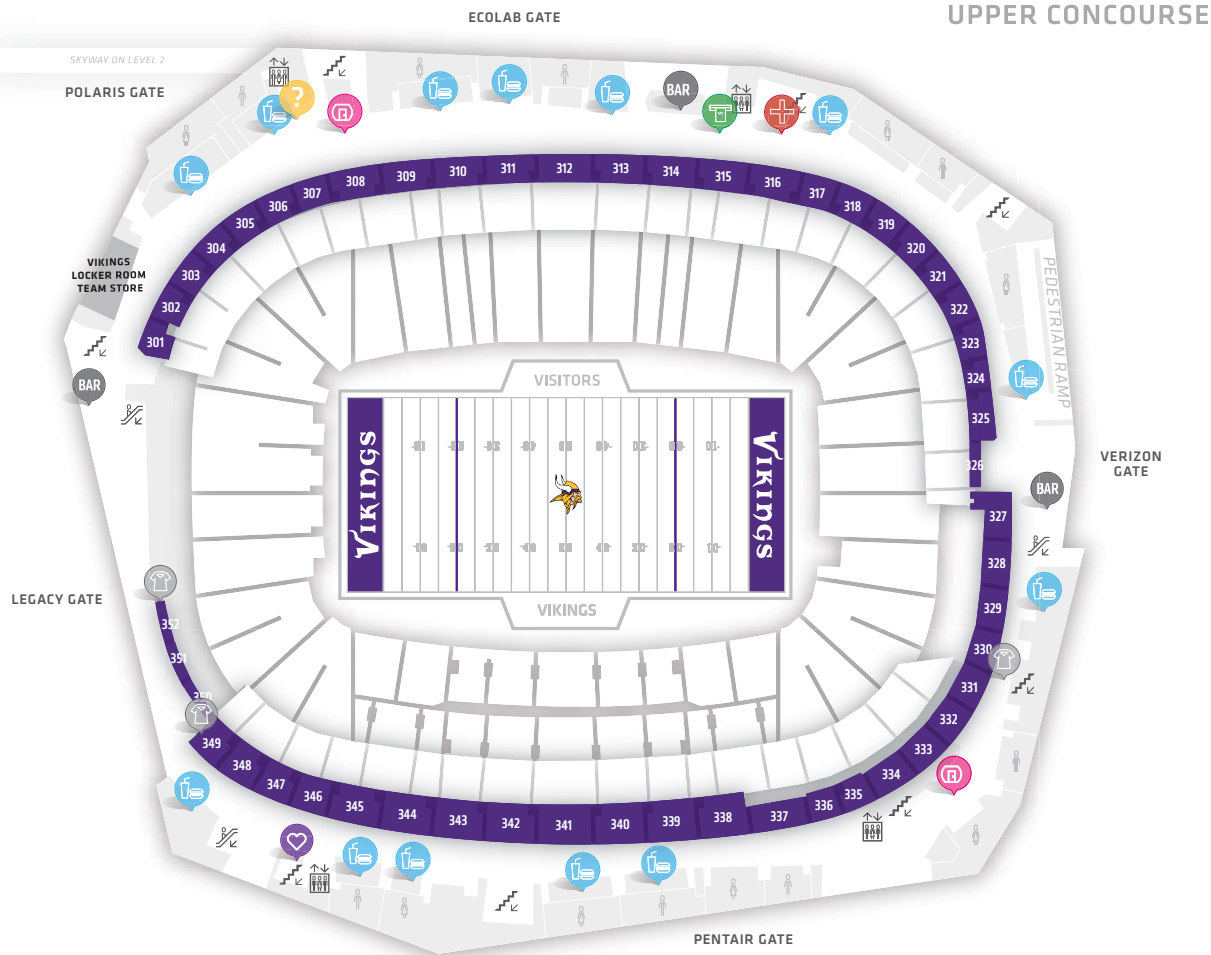 UPPER CONCOURSE
ECOLAB GATE
SKYWAY ON LEVEL 2
POLARIS GATE
?
BAR
VIKINGS
LOCKER ROOM
TEAM STORE
301
302
303
304
305
306
307
308
309
310
311
312
313
314
315
316
317
318
319
320
321
322
323
324
325
326
327
328
329
330
331
332
333
334
335
336
337
338
339
340
341
342
343
344
345
346
347
348
349
350
351
352
PEDESTRIAN RAMP
BAR
VISITORS
VIKINGS
VIKINGS
VIKINGS
VERIZON
GATE
BAR
LEGACY GATE
PENTAIR GATE